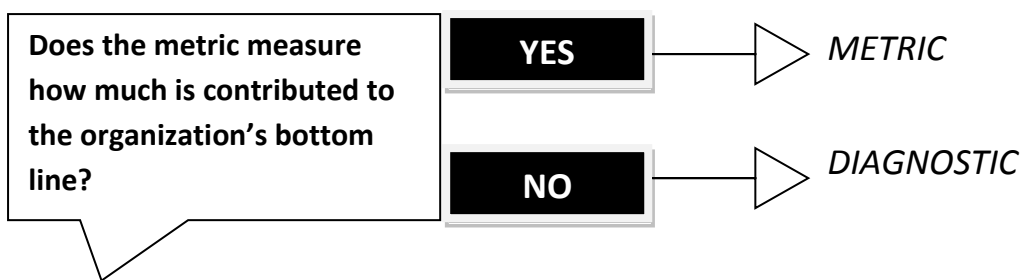 Does the metric measure
how much is contributed to
the organization’s bottom
line?
YES
METRIC
NO
DIAGNOSTIC